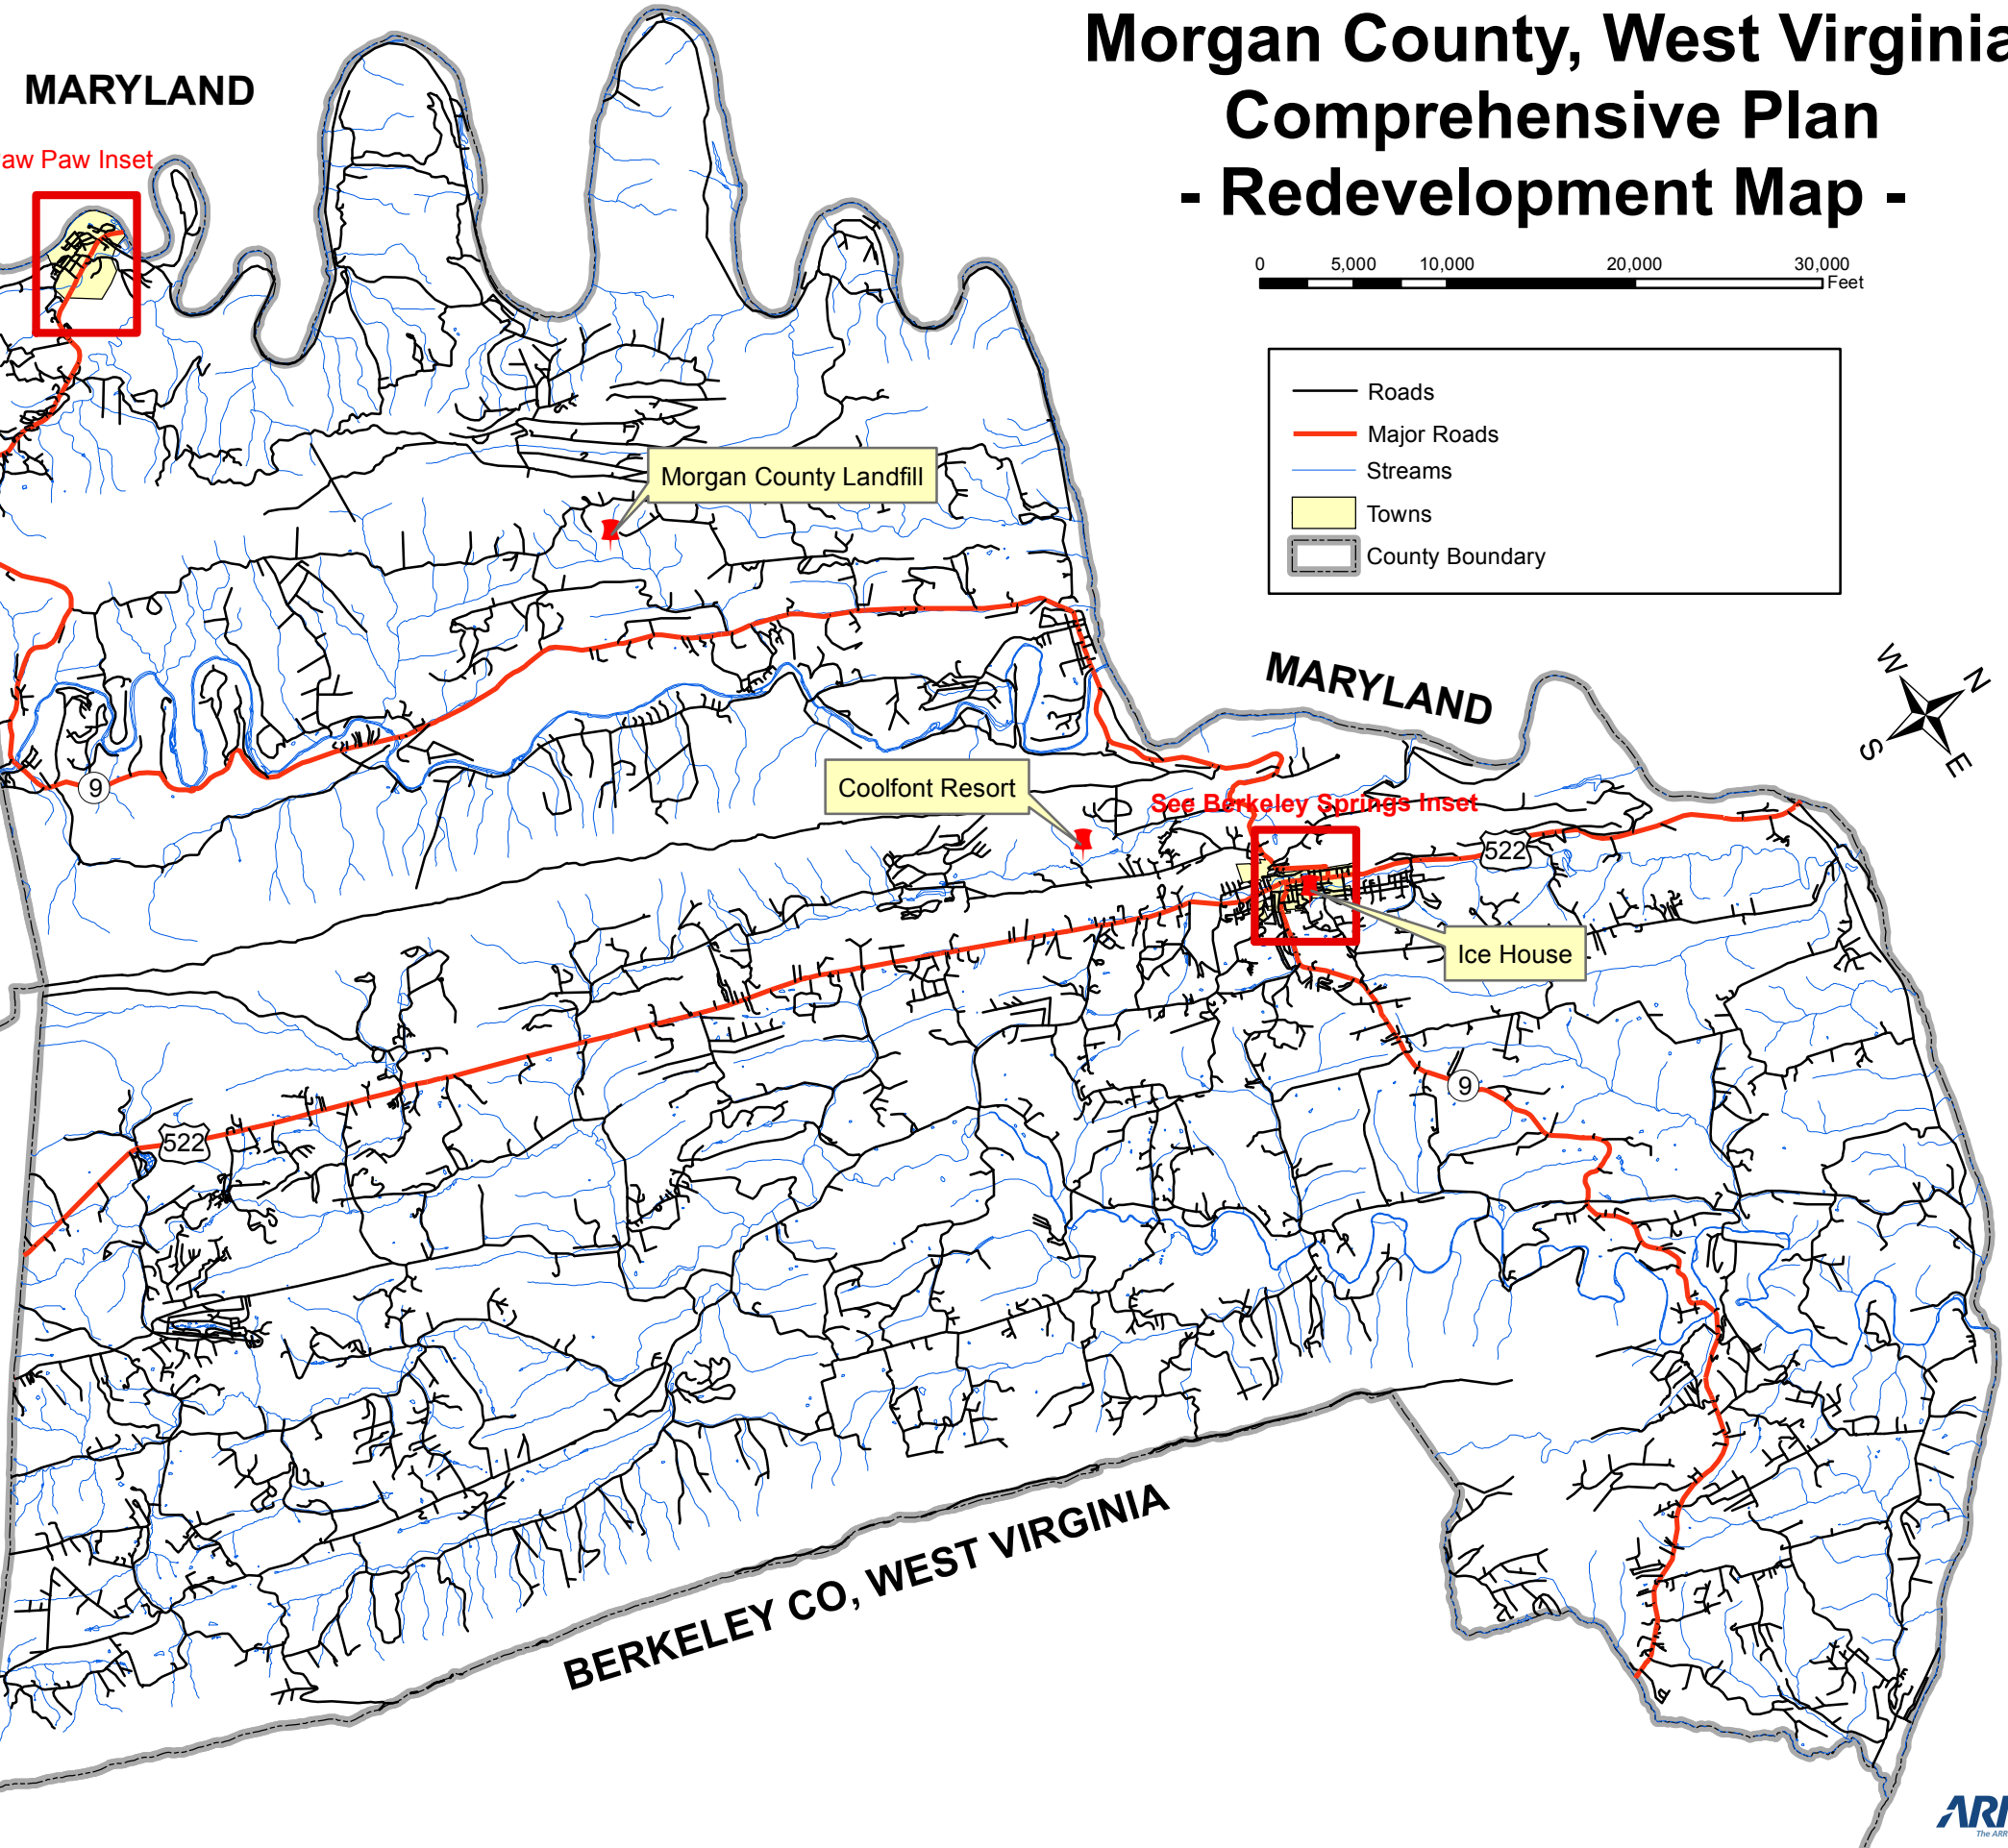 Morgan County, West Virginia
Comprehensive Plan
- Redevelopment Map -
0 5,000 10,000 20,000 30,000
Feet
Roads
Major Roads
Streams
Towns
County Boundary
MARYLAND
aw Paw Inset
Morgan County Landfill
MARYLAND
W N
S E
9
Coolfont Resort
See Berkeley Springs Inset
522
Ice House
9
522
BERKELEY CO, WEST VIRGINIA
The ARR